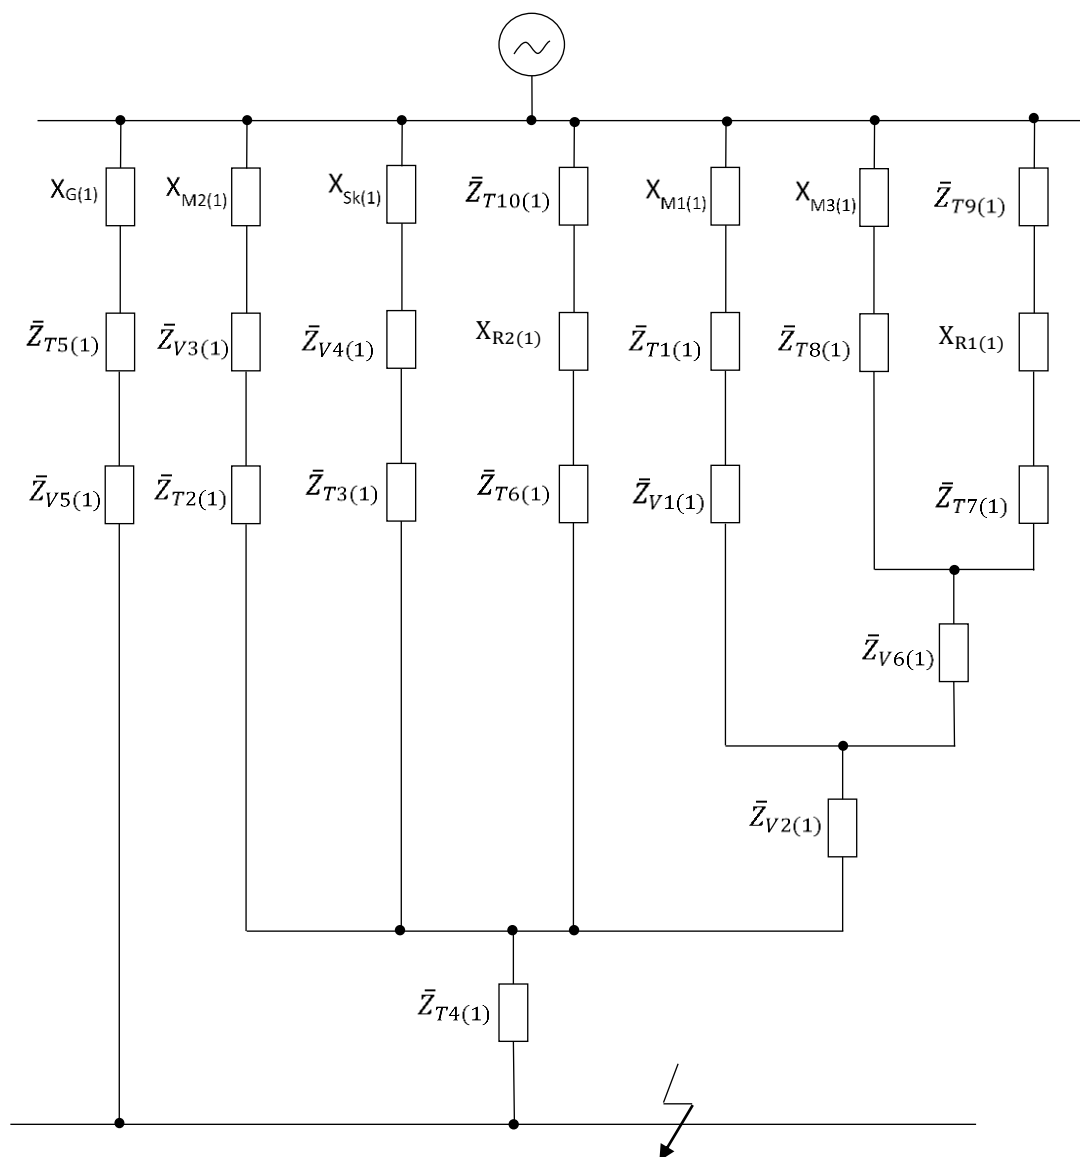 X_G(1)
X_M2(1)
X_Sk(1)
Z̄_T10(1)
X_M1(1)
X_M3(1)
Z̄_T9(1)
Z̄_T5(1)
Z̄_V3(1)
Z̄_V4(1)
X_R2(1)
Z̄_T1(1)
Z̄_T8(1)
X_R1(1)
Z̄_V5(1)
Z̄_T2(1)
Z̄_T3(1)
Z̄_T6(1)
Z̄_V1(1)
Z̄_T7(1)
Z̄_V6(1)
Z̄_V2(1)
Z̄_T4(1)